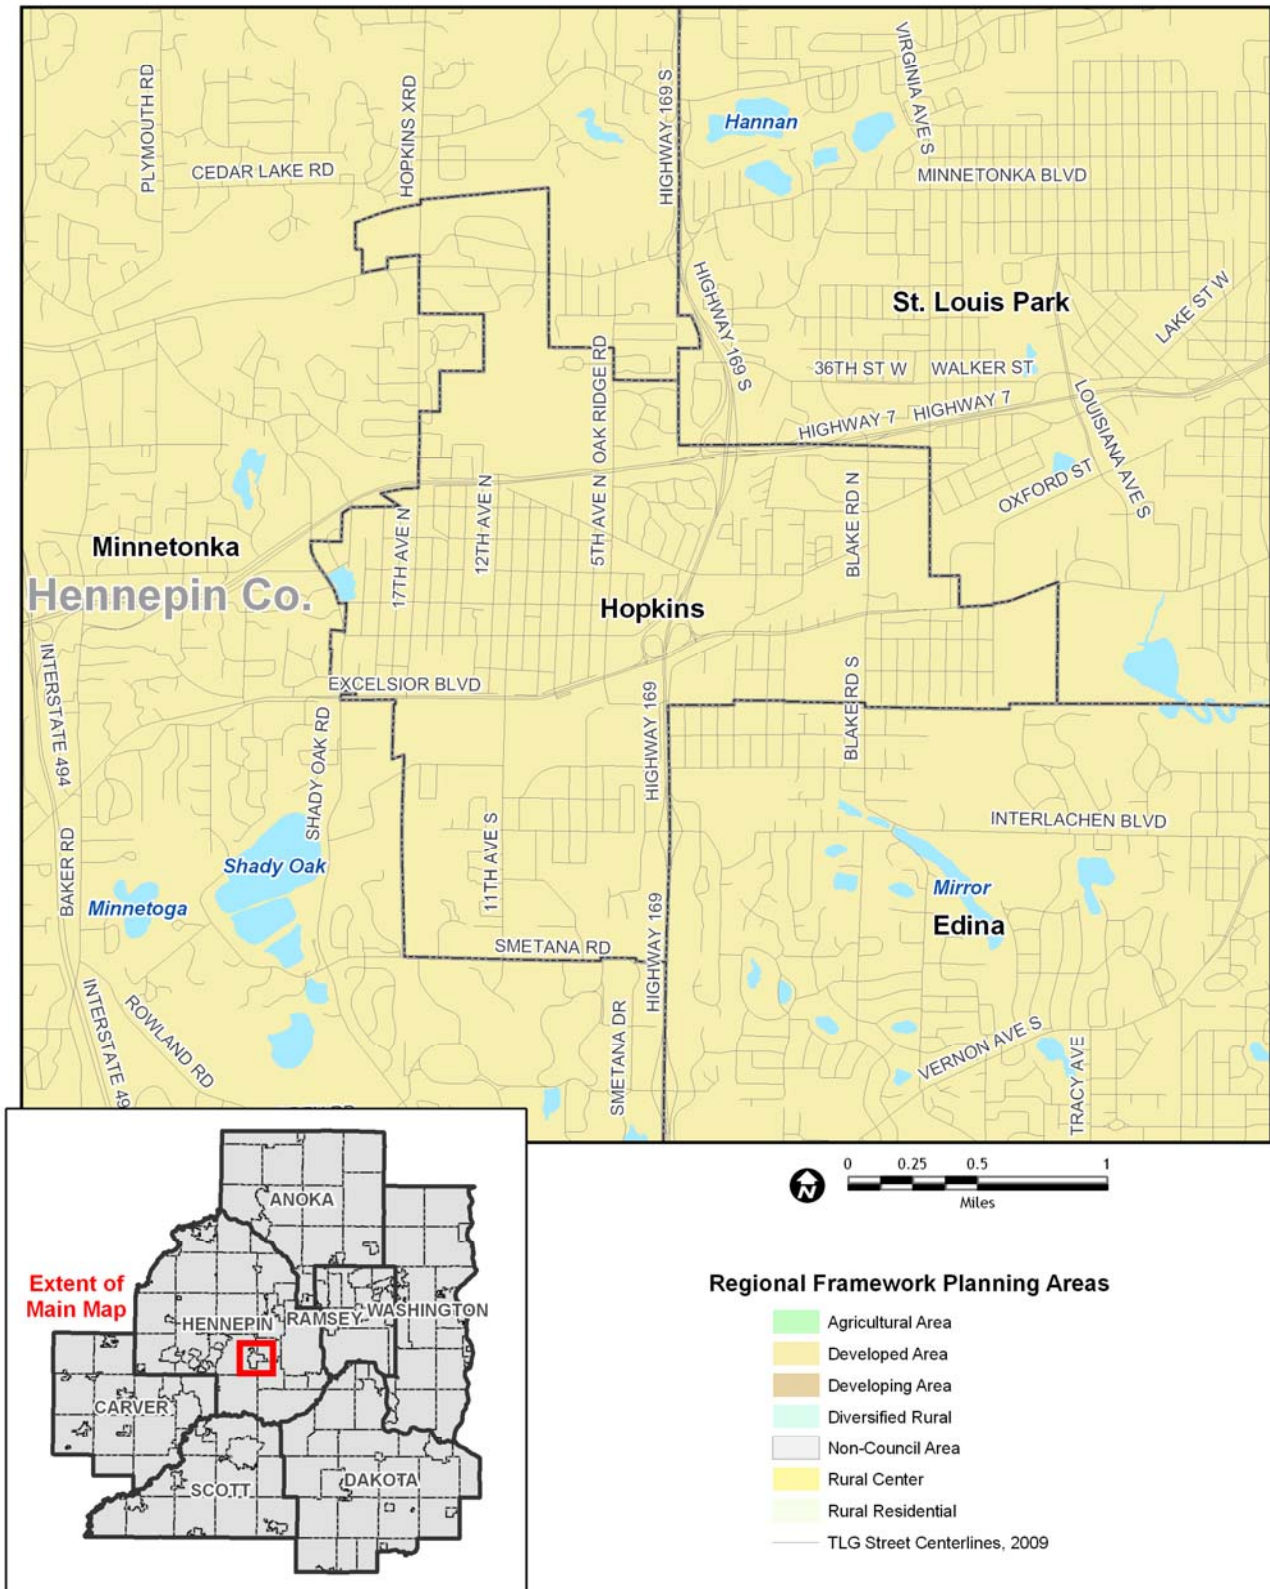 PLYMOUTH RD
CEDAR LAKE RD
HOPKINS XRD
HIGHWAY 169 S
Hannan
VIRGINIA AVE S
MINNETONKA BLVD
HIGHWAY 169 S
St. Louis Park
LAKE ST W
36TH ST W
WALKER ST
OAK RIDGE RD
HIGHWAY 7
HIGHWAY 7
LOUISIANA AVE S
OXFORD ST
Minnetonka
Hennepin Co.
17TH AVE N
12TH AVE N
5TH AVE N
BLAKE RD N
Hopkins
EXCELSIOR BLVD
INTERSTATE 494
SHADY OAK RD
HIGHWAY 169
BLAKE RD S
INTERLACHEN BLVD
BAKER RD
Shady Oak
Minnetoga
11TH AVE S
Mirror
Edina
SMETANA RD
HIGHWAY 169
INTERSTATE 49
ROWLAND RD
SMETANA DR
VERNON AVE S
TRACY AVE
0 0.25 0.5 1
Miles
N
Extent of
Main Map
ANOKA
HENNEPIN
RAMSEY
WASHINGTON
CARVER
SCOTT
DAKOTA
Regional Framework Planning Areas
Agricultural Area
Developed Area
Developing Area
Diversified Rural
Non-Council Area
Rural Center
Rural Residential
TLG Street Centerlines, 2009